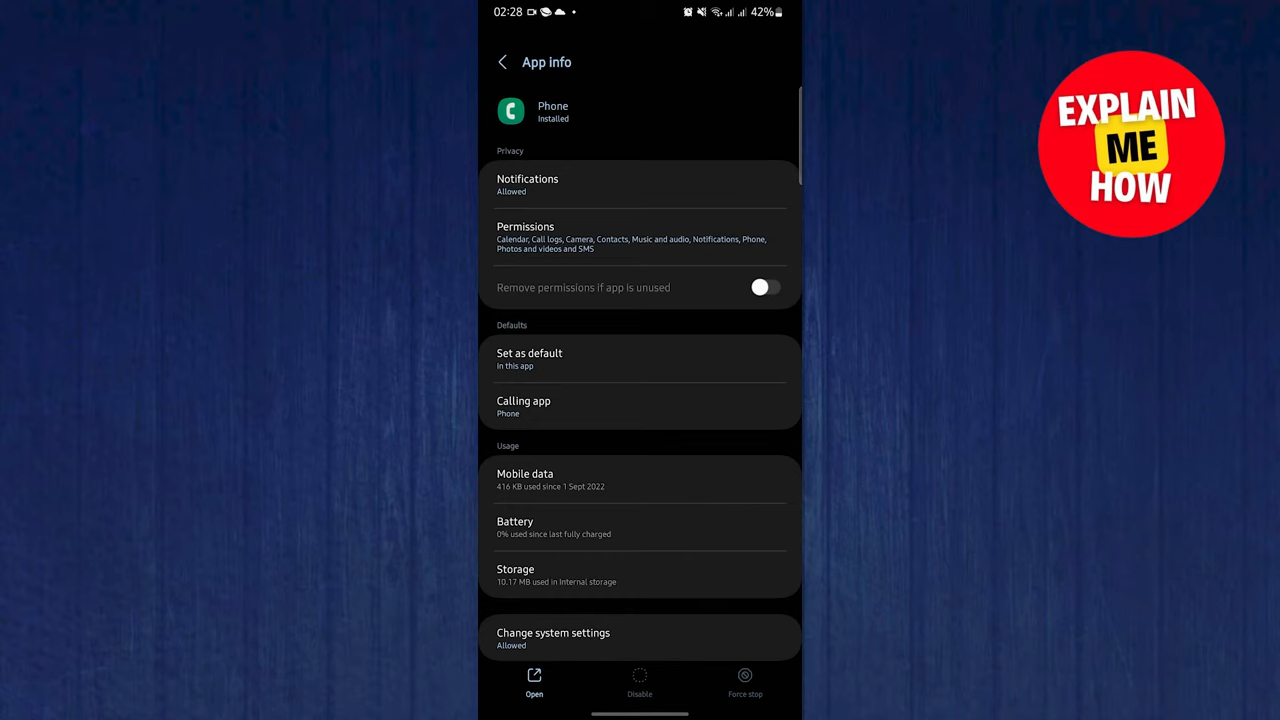 02:28
42%
App info
Phone
Installed
Privacy
Notifications
Allowed
Permissions
Calendar, Call logs, Camera, Contacts, Music and audio, Notifications, Phone,
Photos and videos and SMS
Remove permissions if app is unused
Defaults
Set as default
In this app
Calling app
Phone
Usage
Mobile data
416 KB used since 1 Sept 2022
Battery
0% used since last fully charged
Storage
10.17 MB used in Internal storage
Change system settings
Allowed
Open
Disable
Force stop
EXPLAIN
ME
HOW